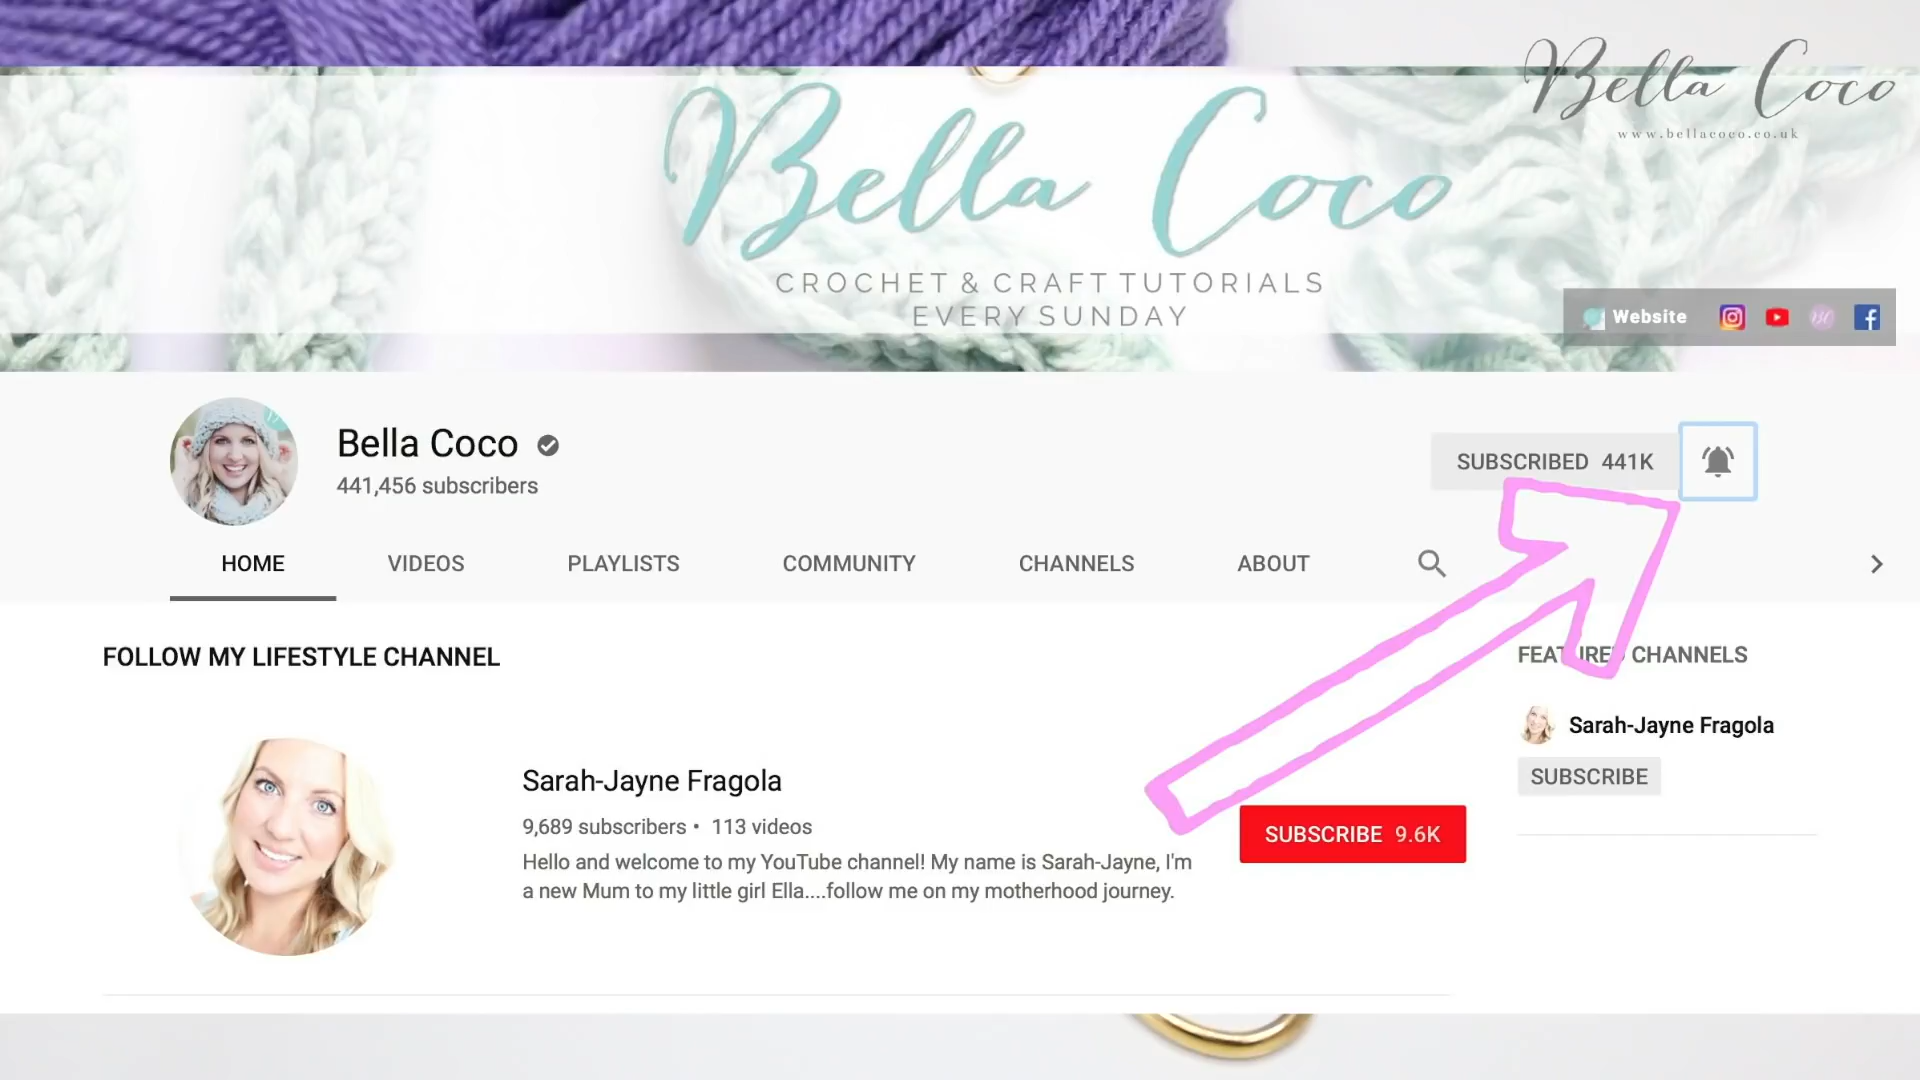 Bella Coco
www.bellacoco.co.uk
Bella Coco
CROCHET & CRAFT TUTORIALS
EVERY SUNDAY
Website
Bella Coco
441,456 subscribers
SUBSCRIBED 441K
HOME VIDEOS PLAYLISTS COMMUNITY CHANNELS ABOUT
FOLLOW MY LIFESTYLE CHANNEL
Sarah-Jayne Fragola
9,689 subscribers • 113 videos
Hello and welcome to my YouTube channel! My name is Sarah-Jayne, I'm
a new Mum to my little girl Ella....follow me on my motherhood journey.
SUBSCRIBE 9.6K
FEATURED CHANNELS
Sarah-Jayne Fragola
SUBSCRIBE